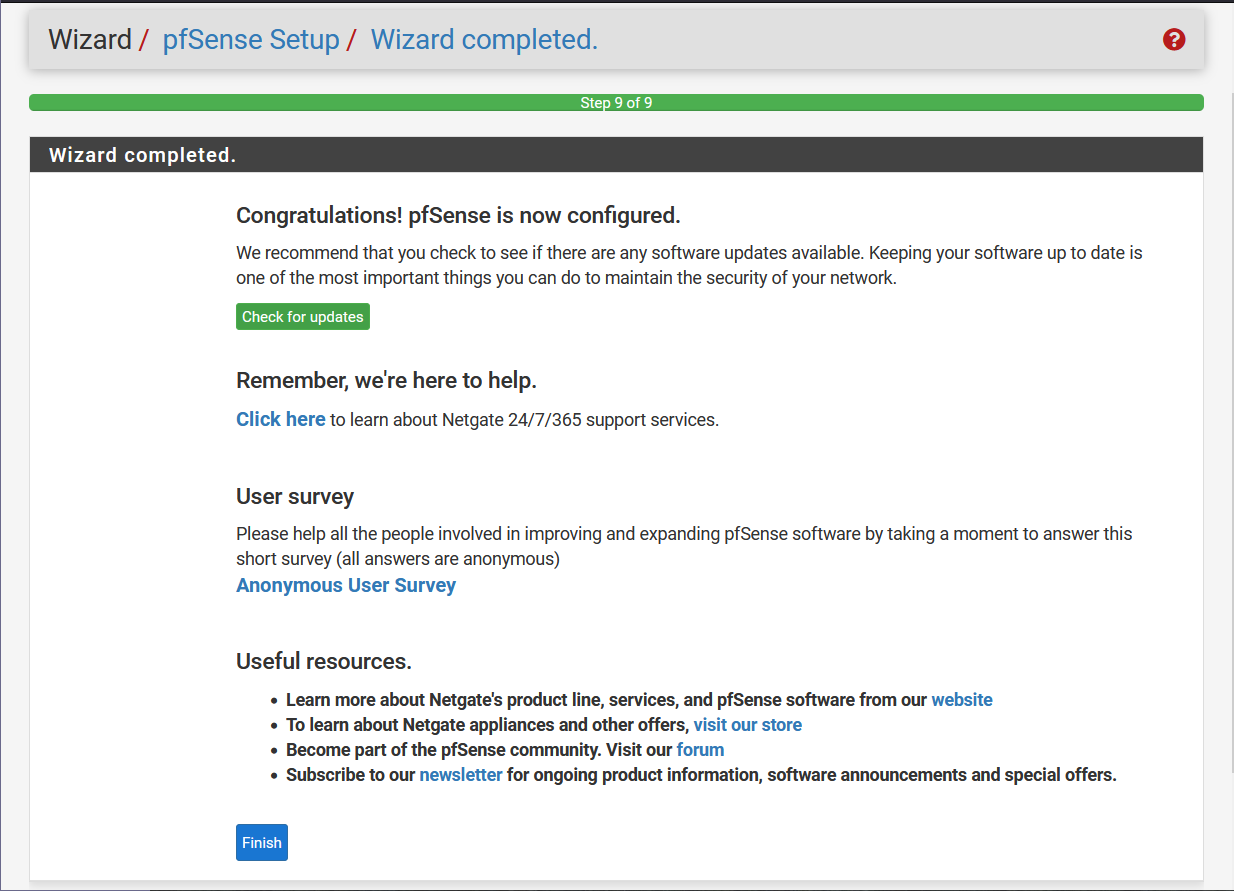 Wizard / pfSense Setup / Wizard completed.
Step 9 of 9
Wizard completed.
Congratulations! pfSense is now configured.
We recommend that you check to see if there are any software updates available. Keeping your software up to date is
one of the most important things you can do to maintain the security of your network.
Check for updates
Remember, we're here to help.
Click here to learn about Netgate 24/7/365 support services.
User survey
Please help all the people involved in improving and expanding pfSense software by taking a moment to answer this
short survey (all answers are anonymous)
Anonymous User Survey
Useful resources.
• Learn more about Netgate's product line, services, and pfSense software from our website
• To learn about Netgate appliances and other offers, visit our store
• Become part of the pfSense community. Visit our forum
• Subscribe to our newsletter for ongoing product information, software announcements and special offers.
Finish